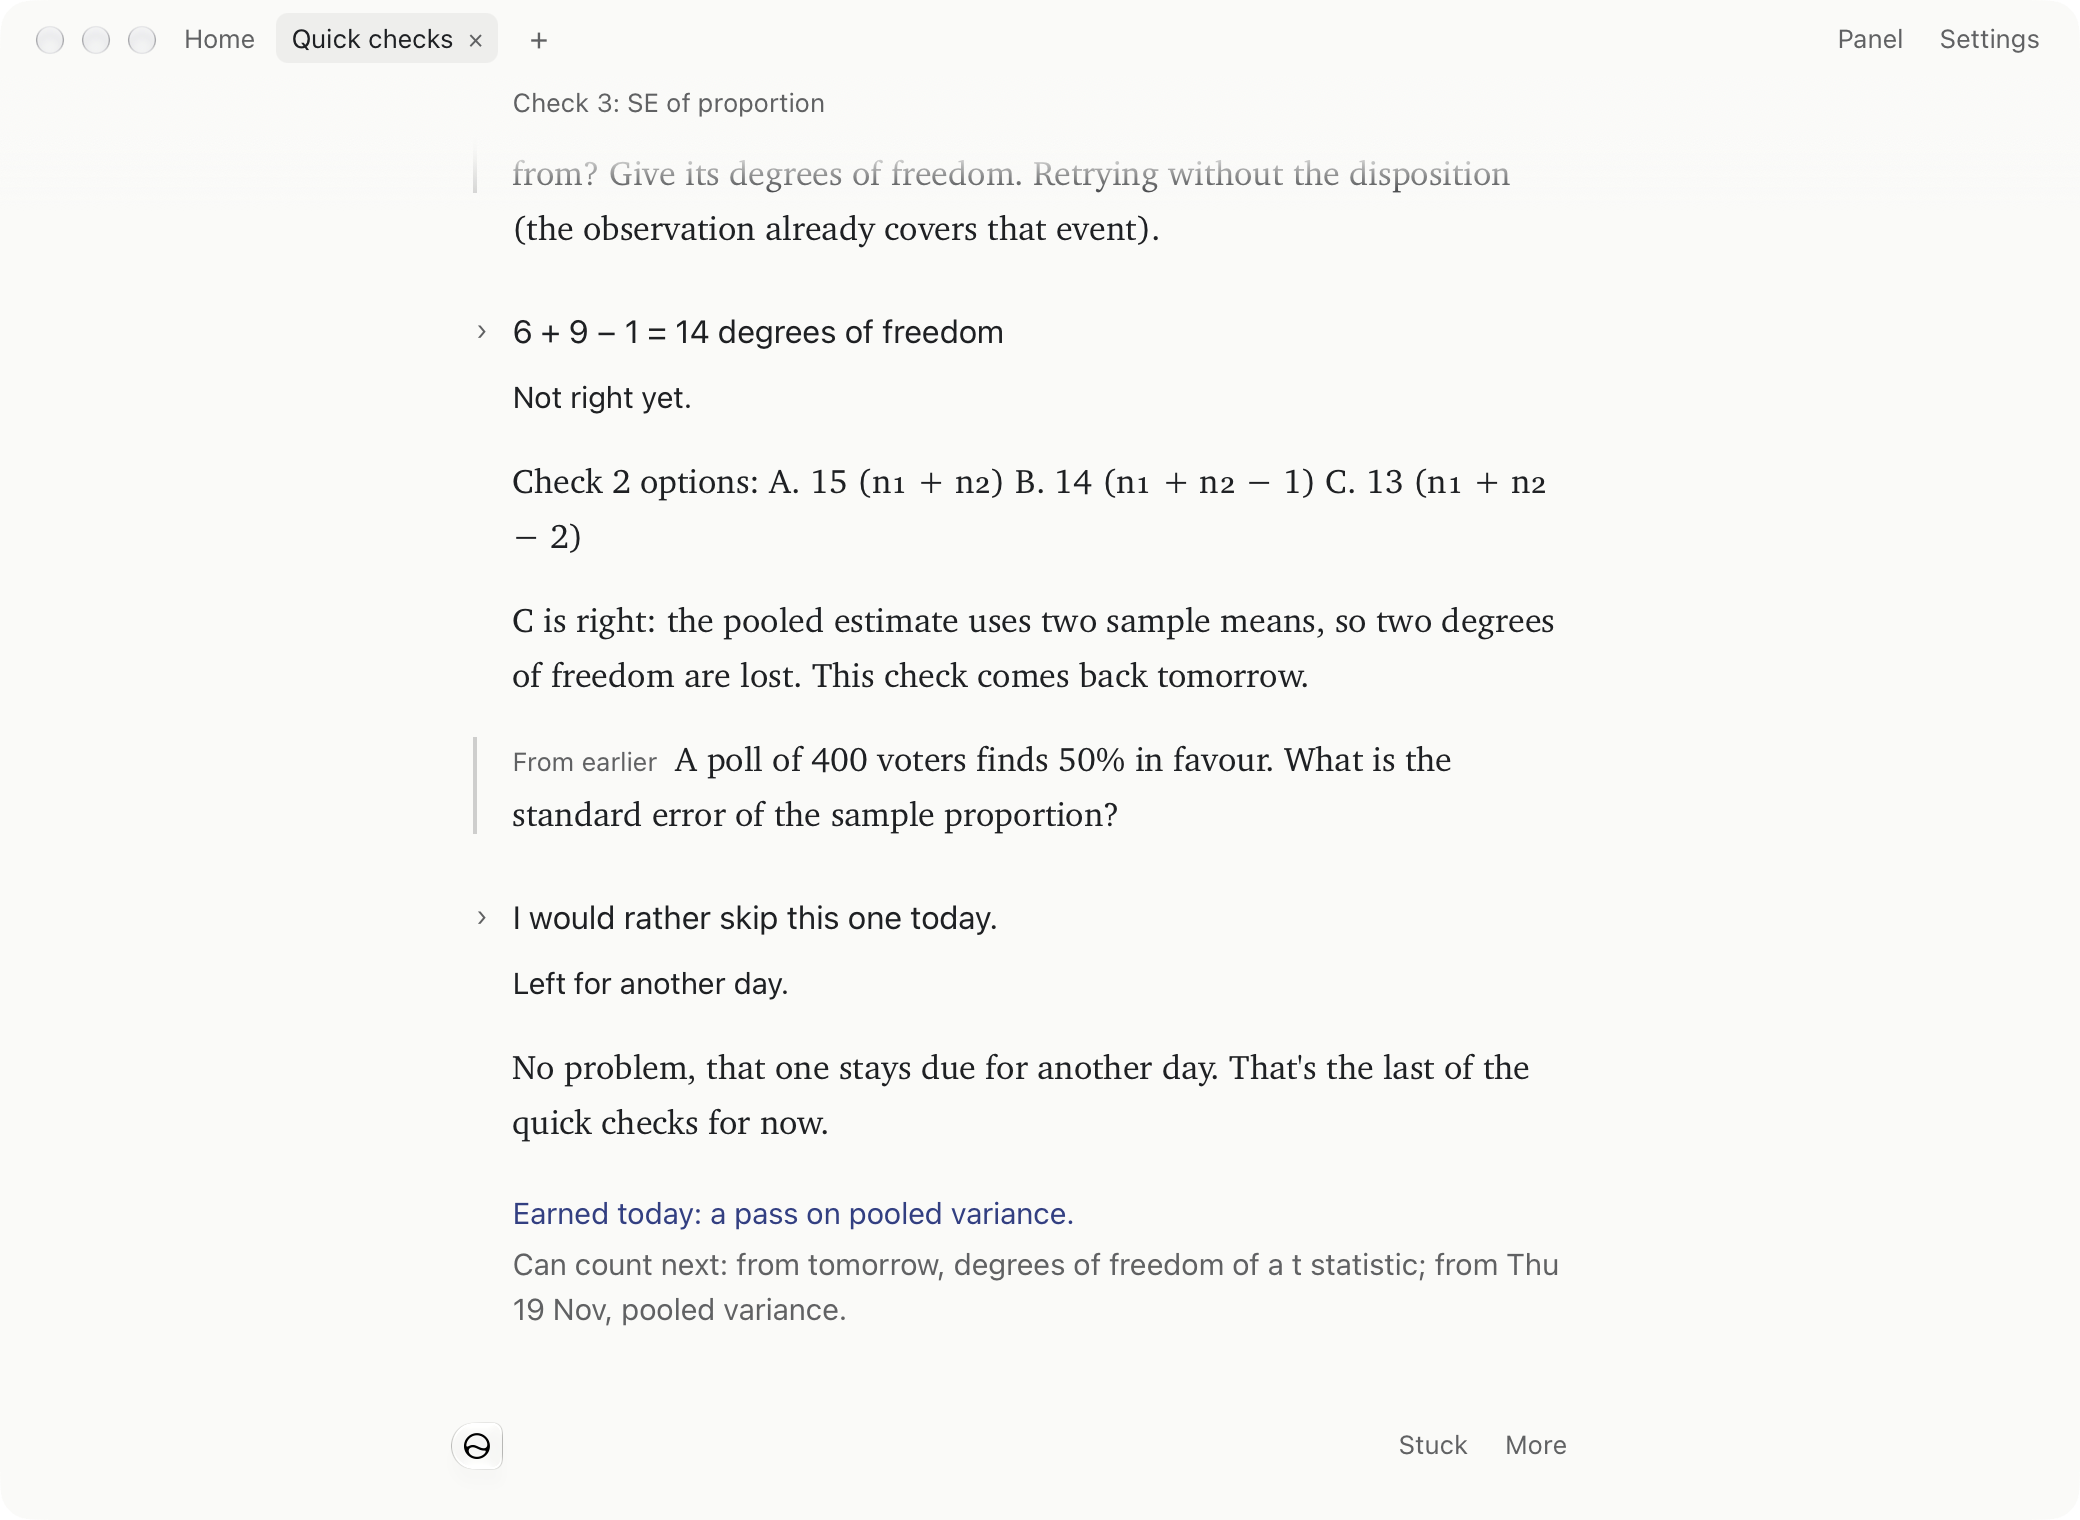 Home Quick checks × + Panel Settings
Check 3: SE of proportion
from? Give its degrees of freedom. Retrying without the disposition
(the observation already covers that event).
› 6 + 9 − 1 = 14 degrees of freedom
Not right yet.
Check 2 options: A. 15 (n₁ + n₂) B. 14 (n₁ + n₂ − 1) C. 13 (n₁ + n₂
− 2)
C is right: the pooled estimate uses two sample means, so two degrees
of freedom are lost. This check comes back tomorrow.
From earlier A poll of 400 voters finds 50% in favour. What is the
standard error of the sample proportion?
› I would rather skip this one today.
Left for another day.
No problem, that one stays due for another day. That's the last of the
quick checks for now.
Earned today: a pass on pooled variance.
Can count next: from tomorrow, degrees of freedom of a t statistic; from Thu
19 Nov, pooled variance.
Stuck More